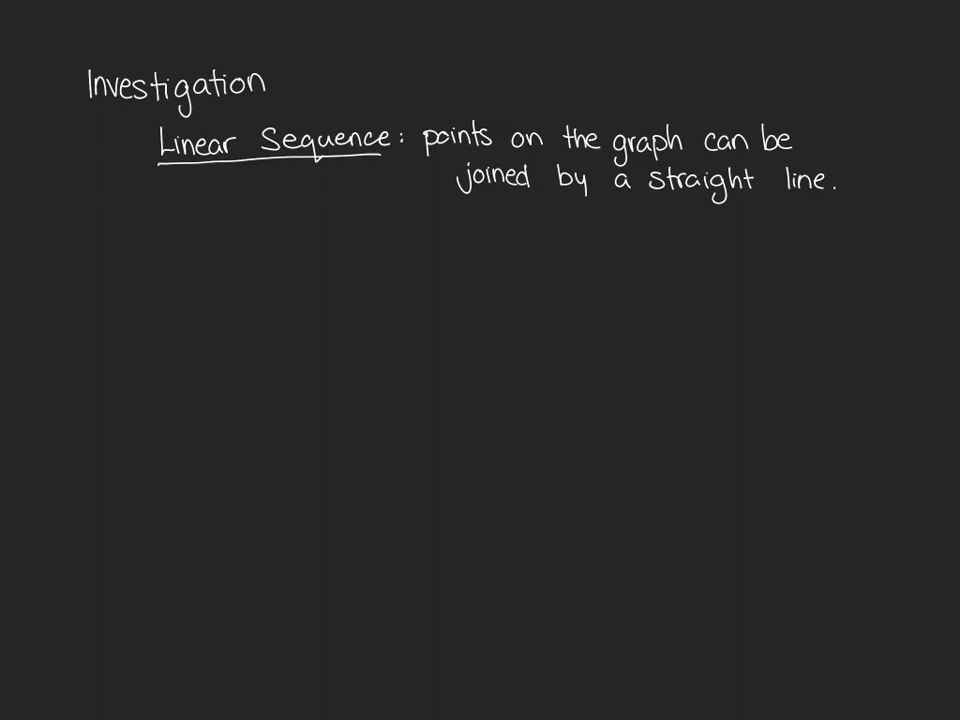 Investigation
Linear Sequence: points on the graph can be
joined by a straight line.